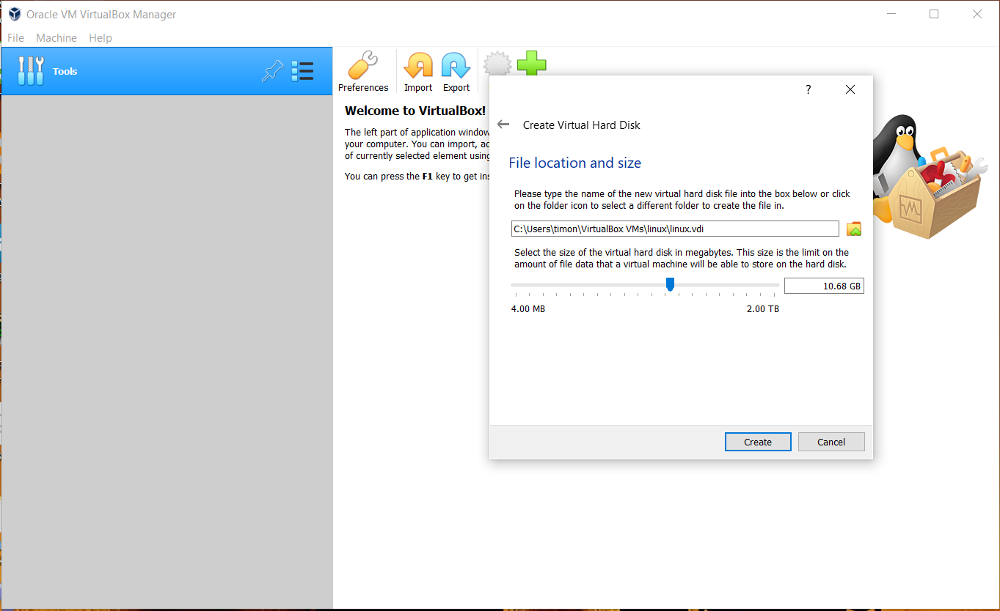 Oracle VM VirtualBox Manager
File Machine Help
Tools
Preferences
Import
Export
Welcome to VirtualBox!
The left part of application window
your computer. You can import,
of currently selected element using
You can press the F1 key to get
?
Create Virtual Hard Disk
File location and size
Please type the name of the new virtual hard disk file into the box below or click
on the folder icon to select a different folder to create the file in.
C:\Users\timon\VirtualBox VMs\linux\linux.vdi
Select the size of the virtual hard disk in megabytes. This size is the limit on the
amount of file data that a virtual machine will be able to store on the hard disk.
10.68 GB
4.00 MB
2.00 TB
Create
Cancel